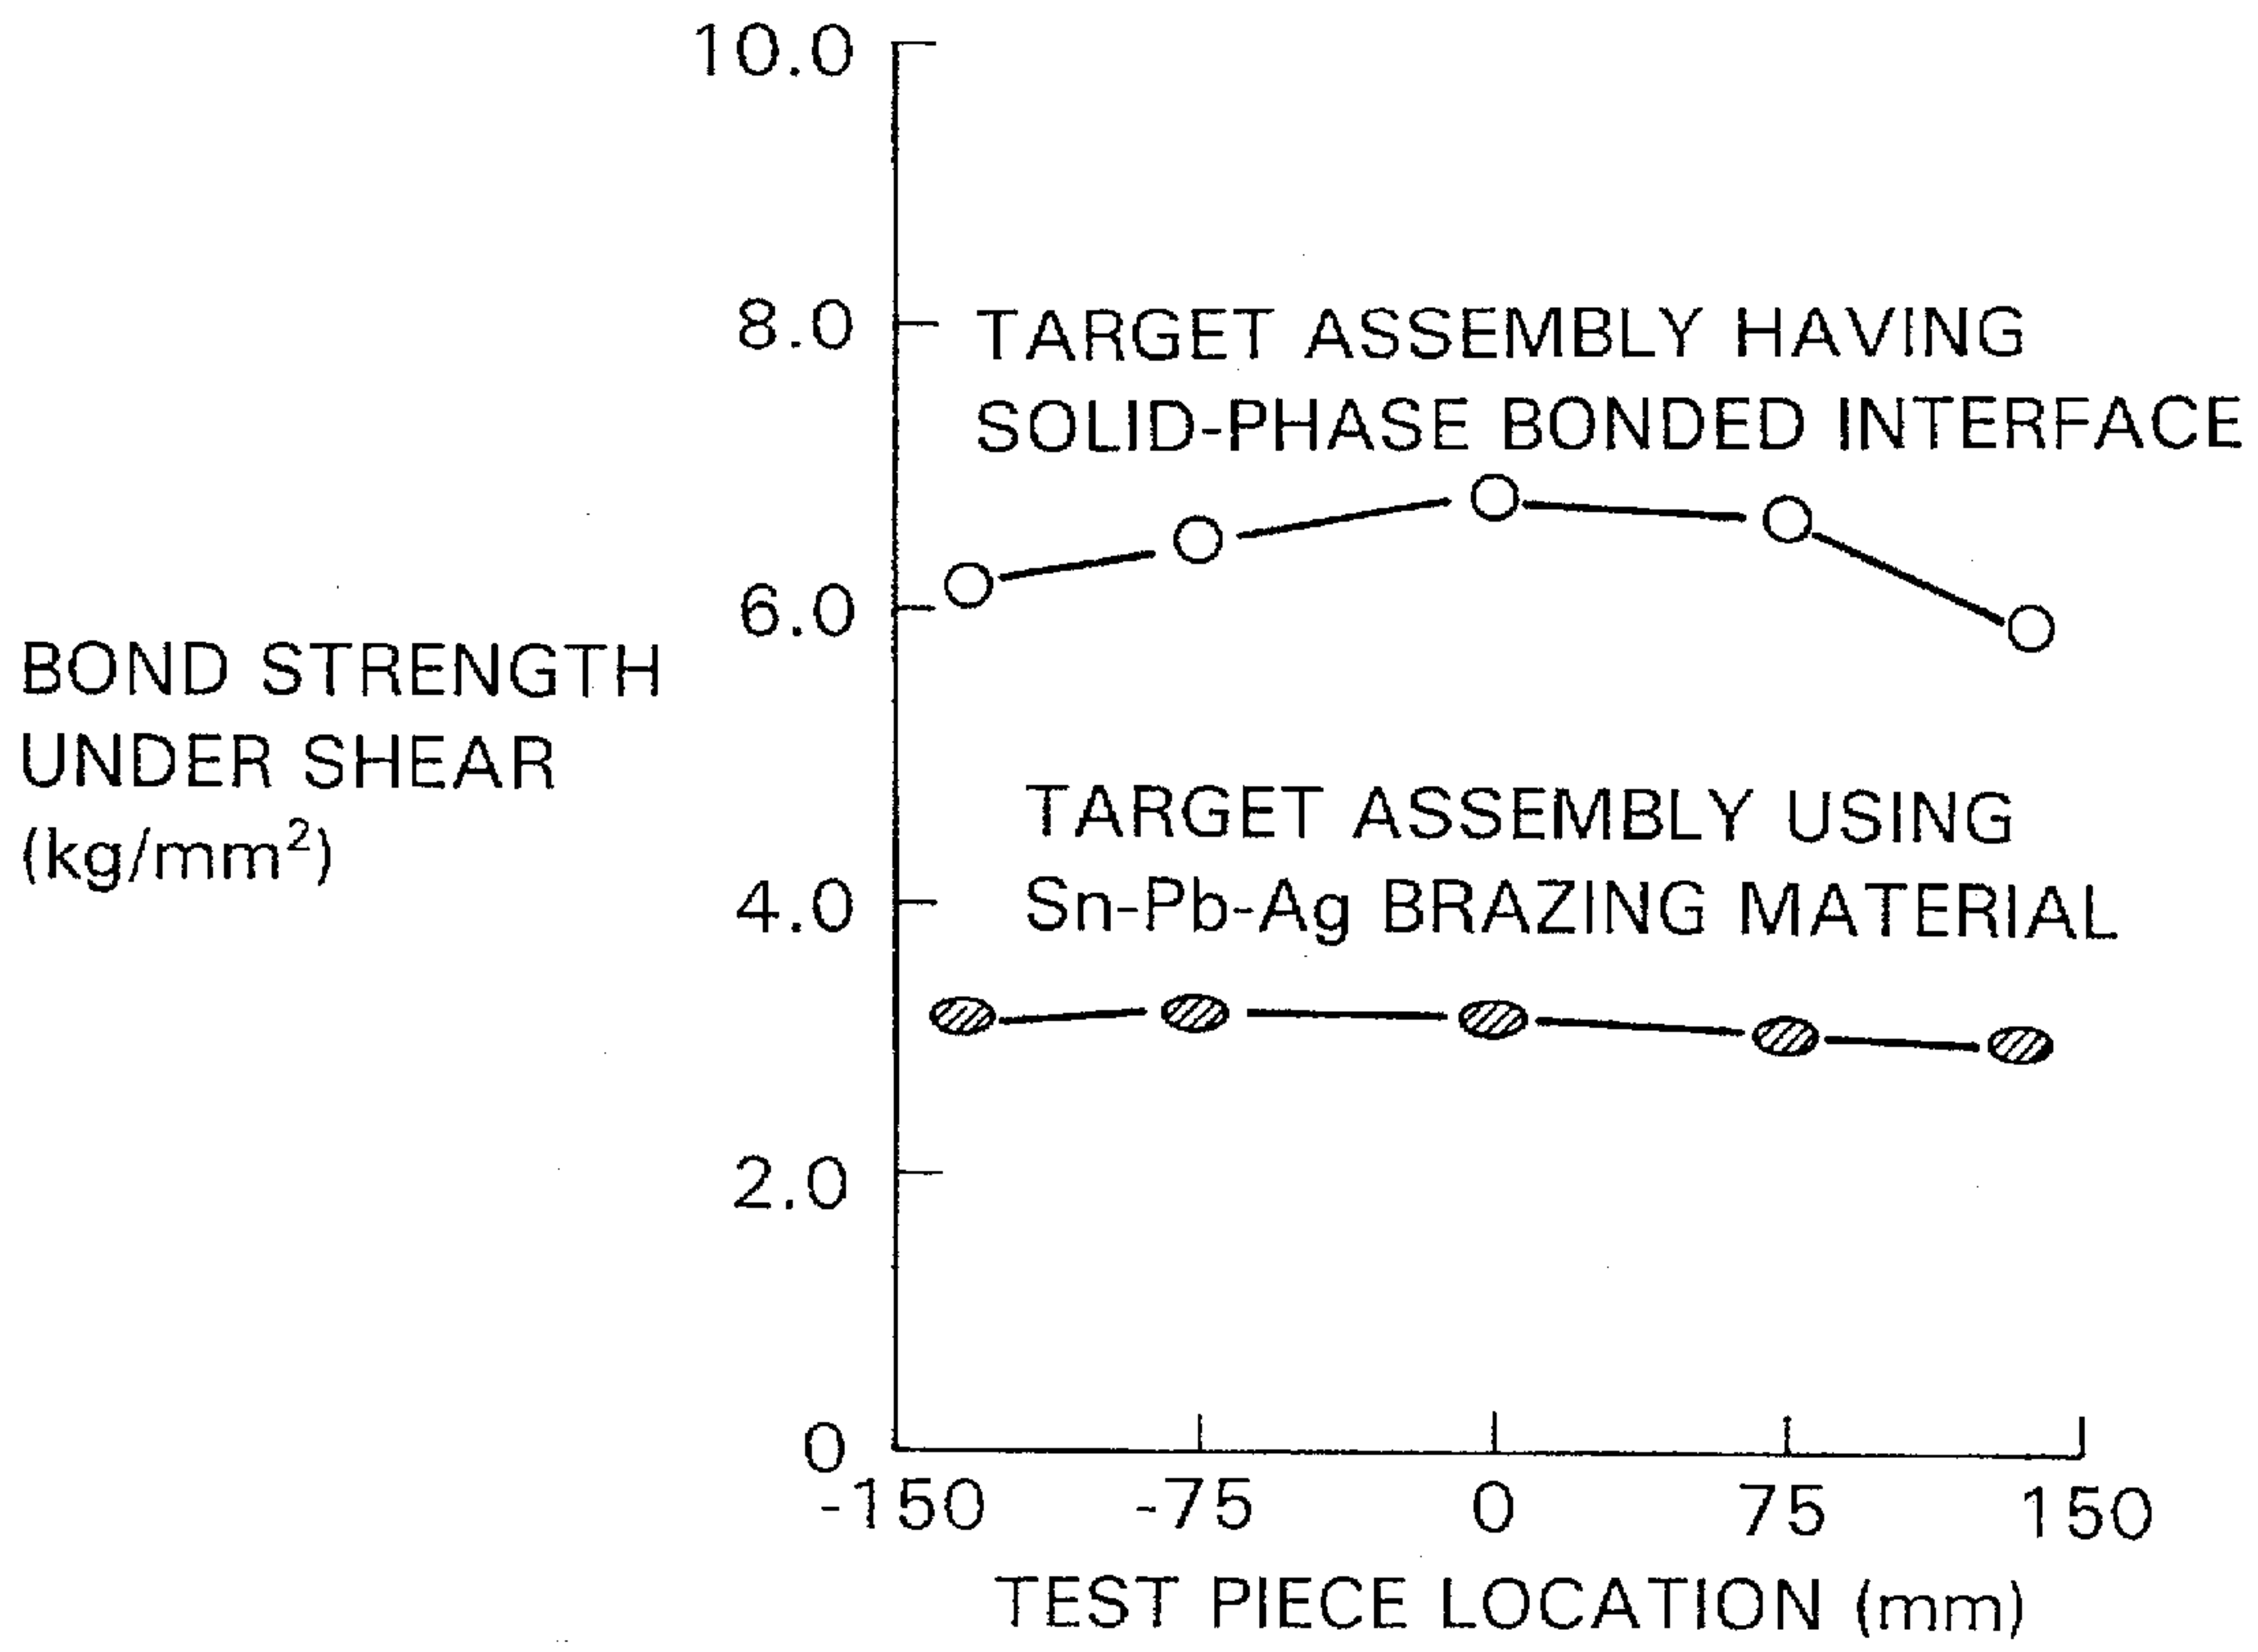 10.0
8.0
TARGET ASSEMBLY HAVING
SOLID-PHASE BONDED INTERFACE
6.0
BOND STRENGTH
UNDER SHEAR
(kg/mm²)
TARGET ASSEMBLY USING
4.0
Sn-Pb-Ag BRAZING MATERIAL
2.0
0
-150 -75 0 75 150
TEST PIECE LOCATION (mm)